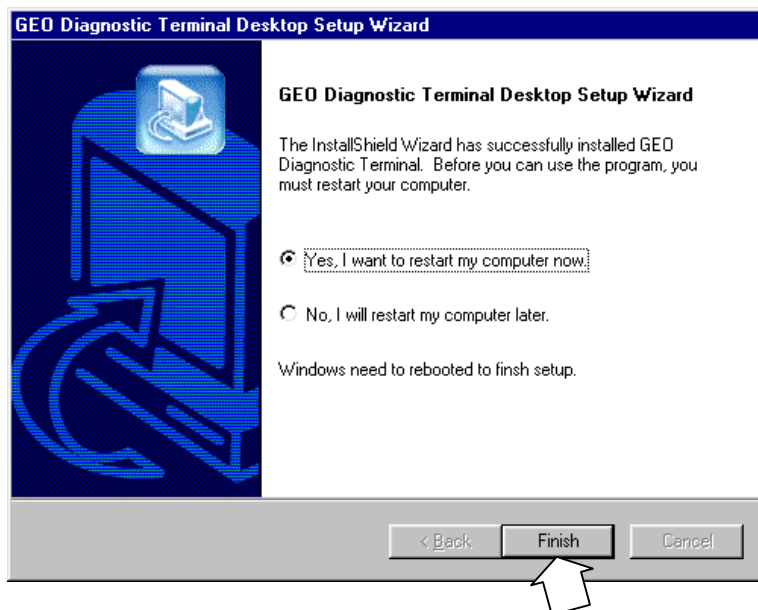 GEO Diagnostic Terminal Desktop Setup Wizard
GEO Diagnostic Terminal Desktop Setup Wizard
The InstallShield Wizard has successfully installed GEO
Diagnostic Terminal. Before you can use the program, you
must restart your computer.
Yes, I want to restart my computer now.
No, I will restart my computer later.
Windows need to rebooted to finsh setup.
< Back
Finish
Cancel